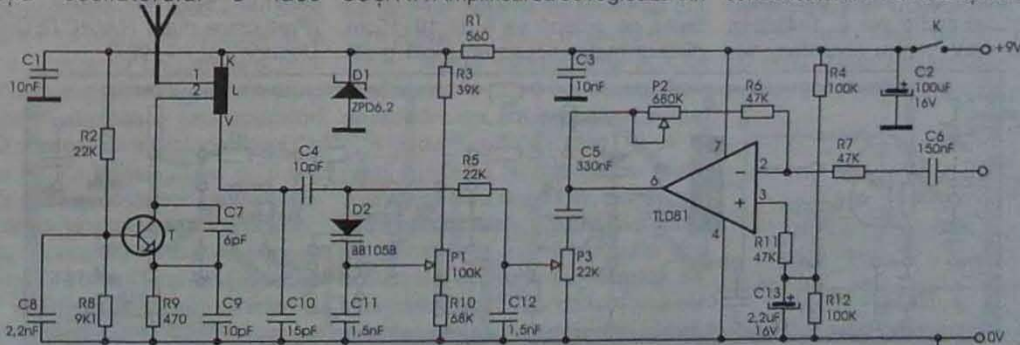 R1
560
K
+9V
C1
10nF
K
1
2
L
V
D1
ZPD6,2
R3
39K
C3
10nF
P2
680K
R6
47K
R4
100K
C2
100uF
16V
R2
22K
C4
10pF
R5
22K
C5
330nF
7
6
2
3
4
-
+
TL081
R7
47K
C6
150nF
T
C7
6pF
D2
BB105B
P1
100K
P3
22K
R11
47K
C8
2,2nF
R8
9K1
R9
470
C9
10pF
C10
15pF
C11
1,5nF
R10
68K
C12
1,5nF
C13
2,2uF
16V
R12
100K
0V